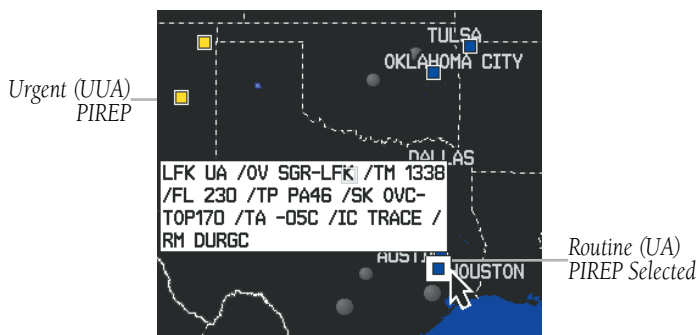 TULSA
OKLAHOMA CITY
Urgent (UUA)
PIREP
DALLAS
LFK UA /OV SGR-LFK /TM 1338
/FL 230 /TP PA46 /SK OVC-
TOP170 /TA -05C /IC TRACE /
RM DURGC
AUSTIN
HOUSTON
Routine (UA)
PIREP Selected